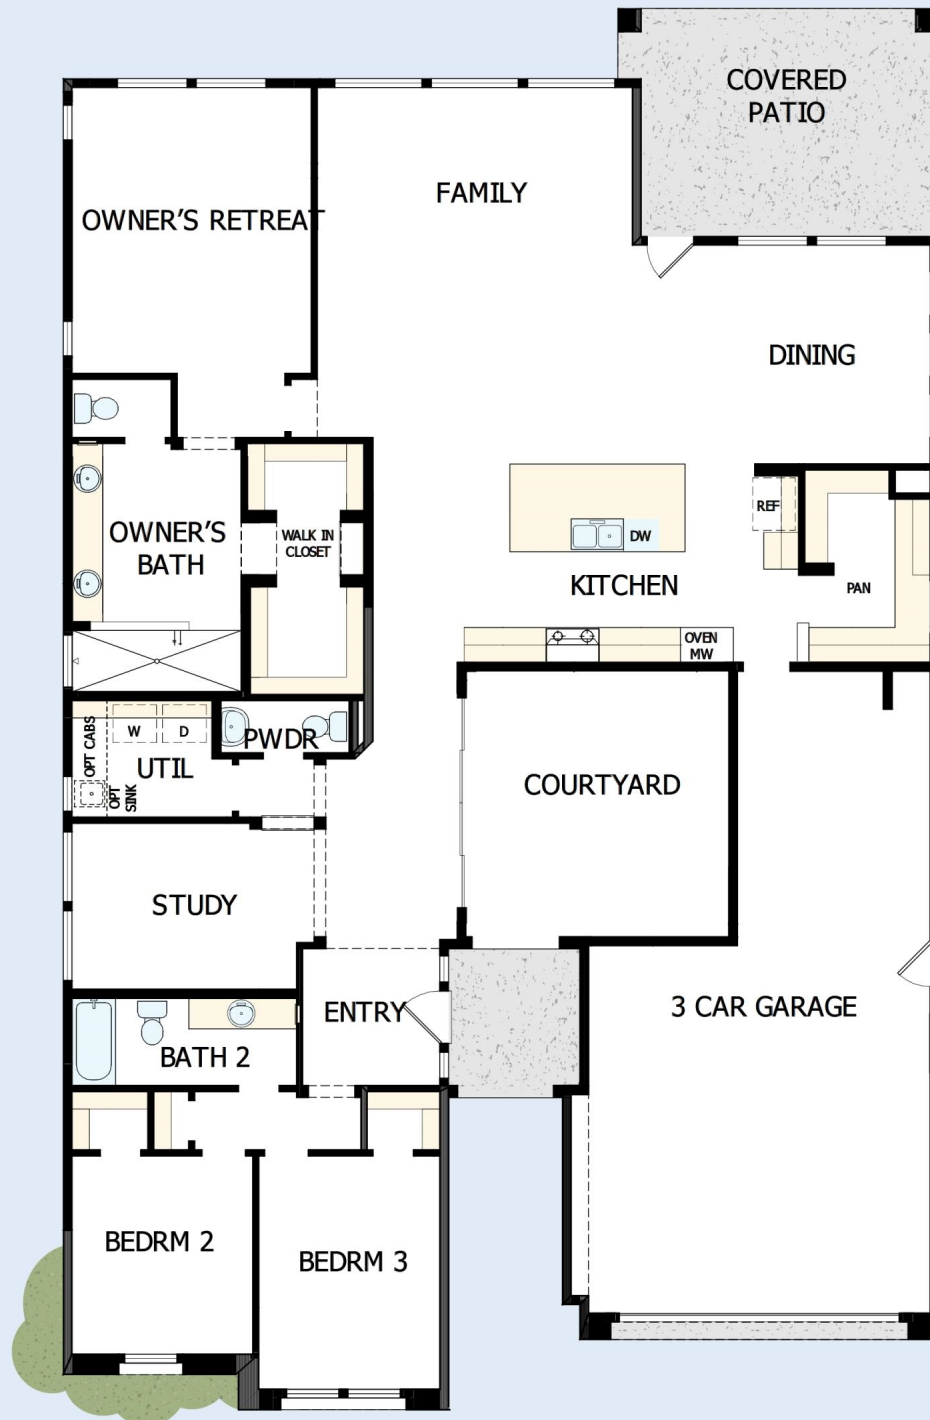 COVERED
PATIO
FAMILY
OWNER'S RETREAT
DINING
REF
OWNER'S
BATH
WALK IN
CLOSET
DW
KITCHEN
PAN
OVEN
MW
OPT CABS
W
D
PWDR
UTIL
OPT
SINK
COURTYARD
STUDY
ENTRY
3 CAR GARAGE
BATH 2
BEDRM 2
BEDRM 3